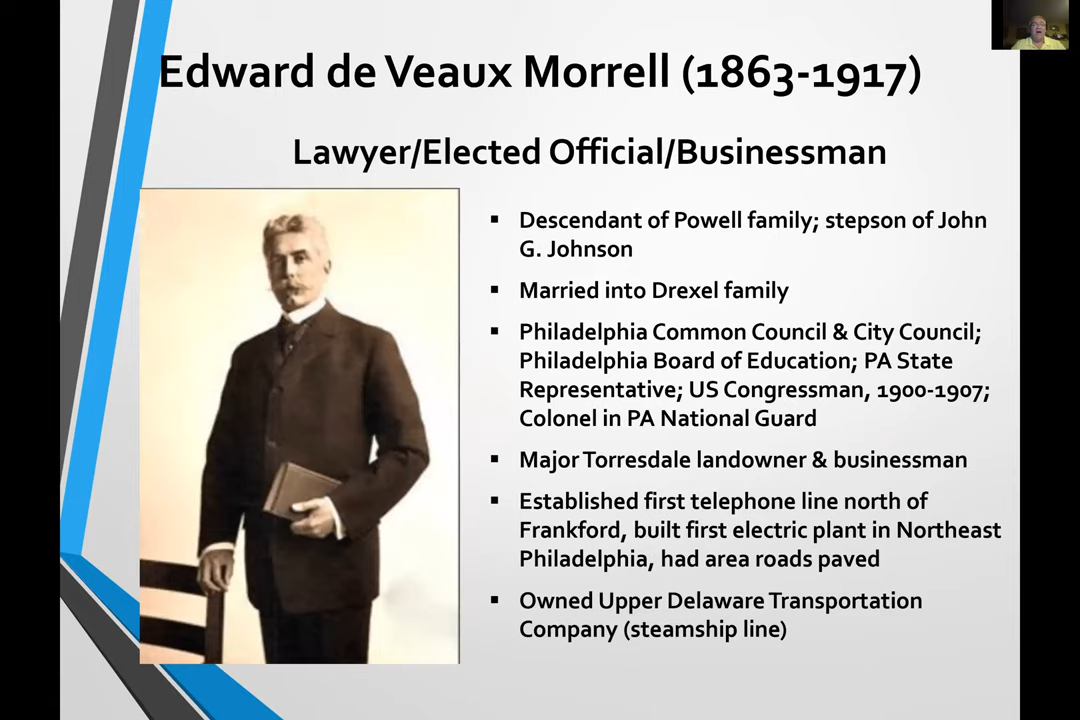 Edward de Veaux Morrell (1863-1917)
Lawyer/Elected Official/Businessman
▪ Descendant of Powell family; stepson of John
G. Johnson
▪ Married into Drexel family
▪ Philadelphia Common Council & City Council;
Philadelphia Board of Education; PA State
Representative; US Congressman, 1900-1907;
Colonel in PA National Guard
▪ Major Torresdale landowner & businessman
▪ Established first telephone line north of
Frankford, built first electric plant in Northeast
Philadelphia, had area roads paved
▪ Owned Upper Delaware Transportation
Company (steamship line)